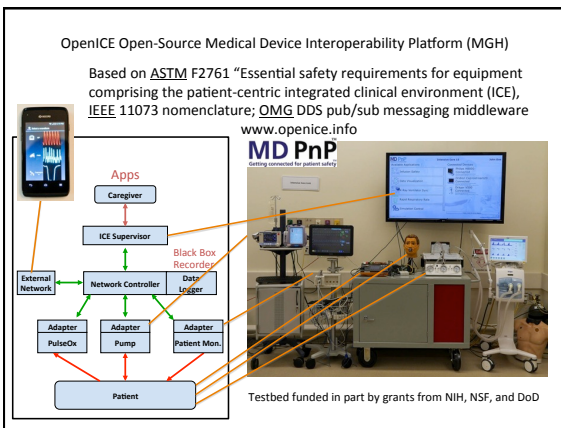 OpenICE Open-Source Medical Device Interoperability Platform (MGH)
Based on ASTM F2761 “Essential safety requirements for equipment
comprising the patient-centric integrated clinical environment (ICE),
IEEE 11073 nomenclature; OMG DDS pub/sub messaging middleware
www.openice.info
MD PnP
Getting connected for patient safety
MD PnP
Apps
Caregiver
ICE Supervisor
Black Box
Recorder
External
Network
Network Controller
Data
Logger
Adapter
PulseOx
Adapter
Pump
Adapter
Patient Mon.
Patient
Testbed funded in part by grants from NIH, NSF, and DoD